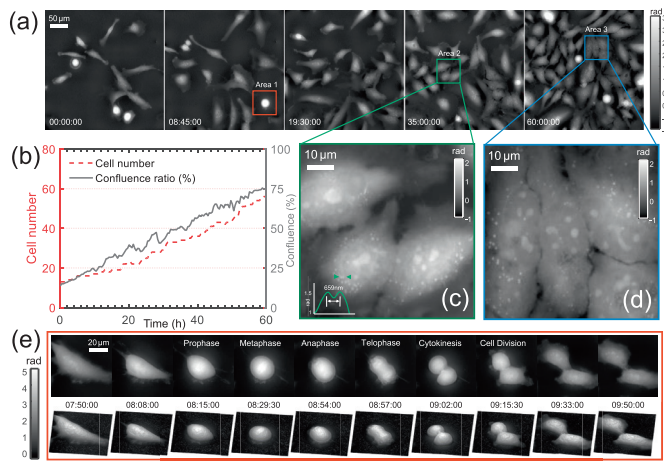 (a)
50 μm
Area 1
Area 2
Area 3
rad
00:00:00
08:45:00
19:30:00
35:00:00
60:00:00
(b)
80
60
40
20
0
Cell number
Cell number
Confluence ratio (%)
100
75
50
25
0
Confluence (%)
0
20
40
60
Time (h)
10 μm
rad
2
1
0
-1
1.5
1
659nm
(c)
10 μm
rad
2
1
0
-1
(d)
(e)
rad
5
4
3
2
1
0
20 μm
Prophase
Metaphase
Anaphase
Telophase
Cytokinesis
Cell Division
07:50:00
08:08:00
08:15:00
08:29:30
08:54:00
08:57:00
09:02:00
09:15:30
09:33:00
09:50:00